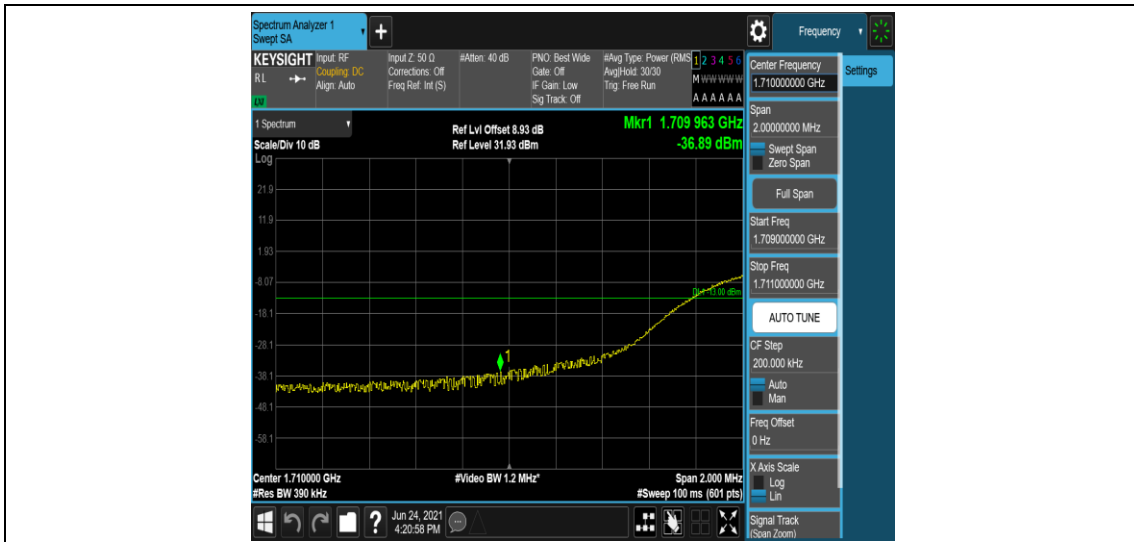 Spectrum Analyzer 1
Swept SA
+
Frequency
KEYSIGHT
RL
LXI
Input: RF
Coupling: DC
Align: Auto
Input Z: 50 Ω
Corrections: Off
Freq Ref: Int (S)
#Atten: 40 dB
PNO: Best Wide
Gate: Off
IF Gain: Low
Sig Track: Off
#Avg Type: Power (RMS
Avg|Hold: 30/30
Trig: Free Run
1 2 3 4 5 6
M W W W W W
A A A A A A
1 Spectrum
Scale/Div 10 dB
Log
Ref Lvl Offset 8.93 dB
Ref Level 31.93 dBm
Mkr1 1.709 963 GHz
-36.89 dBm
21.9
11.9
1.93
-8.07
DL1 -13.00 dBm
-18.1
-28.1
1
-38.1
-48.1
-58.1
Center 1.710000 GHz
#Res BW 390 kHz
#Video BW 1.2 MHz*
Span 2.000 MHz
#Sweep 100 ms (601 pts)
?
Jun 24, 2021
4:20:58 PM
Center Frequency
1.710000000 GHz
Settings
Span
2.00000000 MHz
Swept Span
Zero Span
Full Span
Start Freq
1.709000000 GHz
Stop Freq
1.711000000 GHz
AUTO TUNE
CF Step
200.000 kHz
Auto
Man
Freq Offset
0 Hz
X Axis Scale
Log
Lin
Signal Track
(Span Zoom)